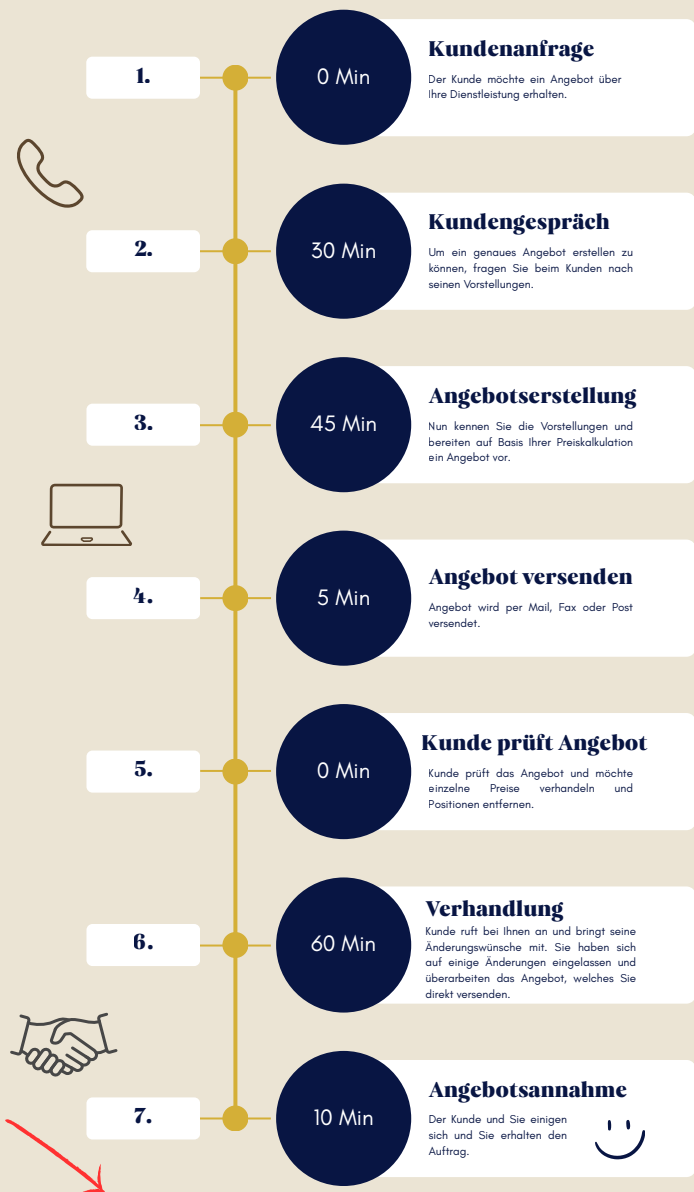 1.
0 Min
Kundenanfrage
Der Kunde möchte ein Angebot über
Ihre Dienstleistung erhalten.
2.
30 Min
Kundengespräch
Um ein genaues Angebot erstellen zu
können, fragen Sie beim Kunden nach
seinen Vorstellungen.
3.
45 Min
Angebotserstellung
Nun kennen Sie die Vorstellungen und
bereiten auf Basis Ihrer Preiskalkulation
ein Angebot vor.
4.
5 Min
Angebot versenden
Angebot wird per Mail, Fax oder Post
versendet.
5.
0 Min
Kunde prüft Angebot
Kunde prüft das Angebot und möchte
einzelne Preise verhandeln und
Positionen entfernen.
6.
60 Min
Verhandlung
Kunde ruft bei Ihnen an und bringt seine
Änderungswünsche mit. Sie haben sich
auf einige Änderungen eingelassen und
überarbeiten das Angebot, welches Sie
direkt versenden.
7.
10 Min
Angebotsannahme
Der Kunde und Sie einigen
sich und Sie erhalten den
Auftrag.